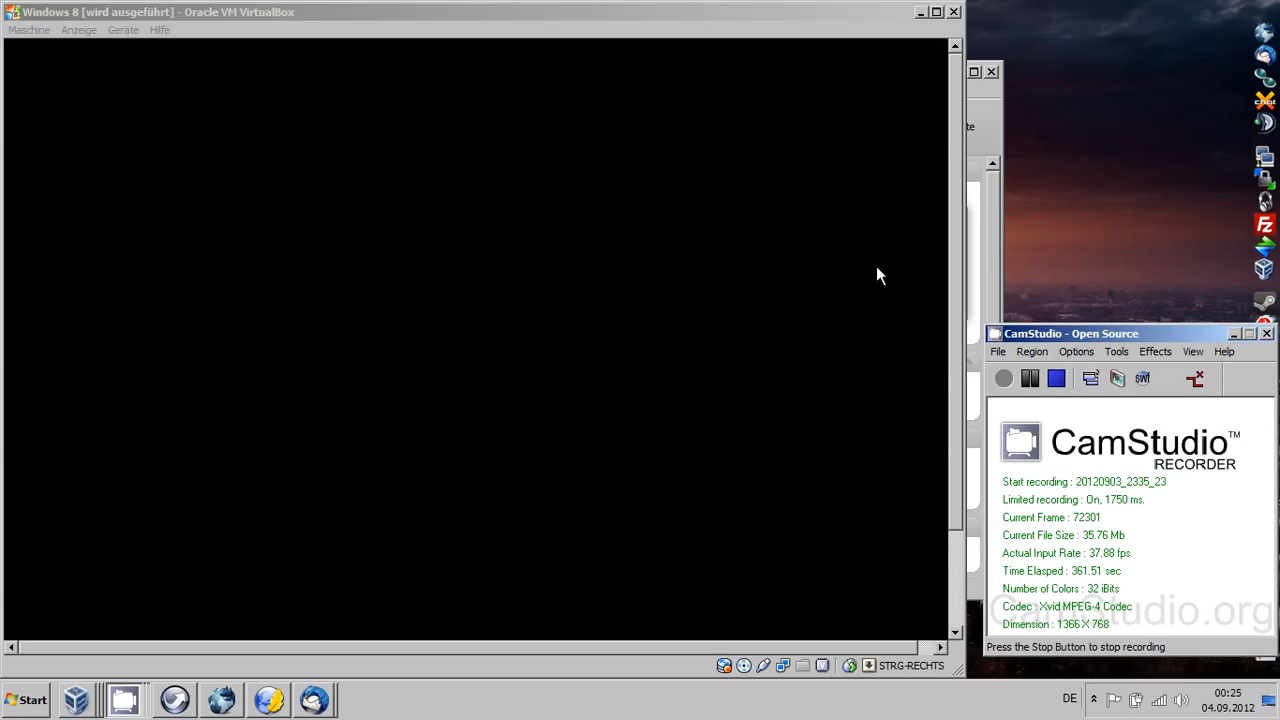 Windows 8 [wird ausgeführt] - Oracle VM VirtualBox
Maschine Anzeige Geräte Hilfe
te
CamStudio - Open Source
File Region Options Tools Effects View Help
swf
CamStudio™
RECORDER
Start recording : 20120903_2335_23
Limited recording : On, 1750 ms.
Current Frame : 72301
Current File Size : 35.76 Mb
Actual Input Rate : 37.88 fps
Time Elasped : 361.51 sec
Number of Colors : 32 iBits
Codec : Xvid MPEG-4 Codec
CamStudio.org
Dimension : 1366 X 768
Press the Stop Button to stop recording
STRG-RECHTS
Start
DE
00:25
04.09.2012